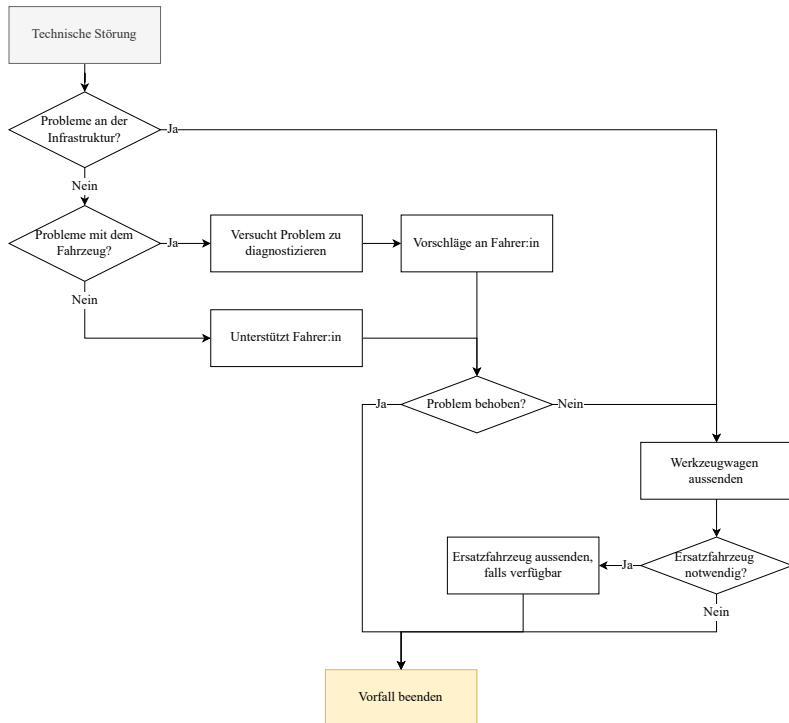 Technische Störung
Probleme an der
Infrastruktur?
Ja
Nein
Probleme mit dem
Fahrzeug?
Ja
Versucht Problem zu
diagnostizieren
Vorschläge an Fahrer:in
Nein
Unterstützt Fahrer:in
Ja
Problem behoben?
Nein
Werkzeugwagen
aussenden
Ersatzfahrzeug aussenden,
falls verfügbar
Ja
Ersatzfahrzeug
notwendig?
Nein
Vorfall beenden